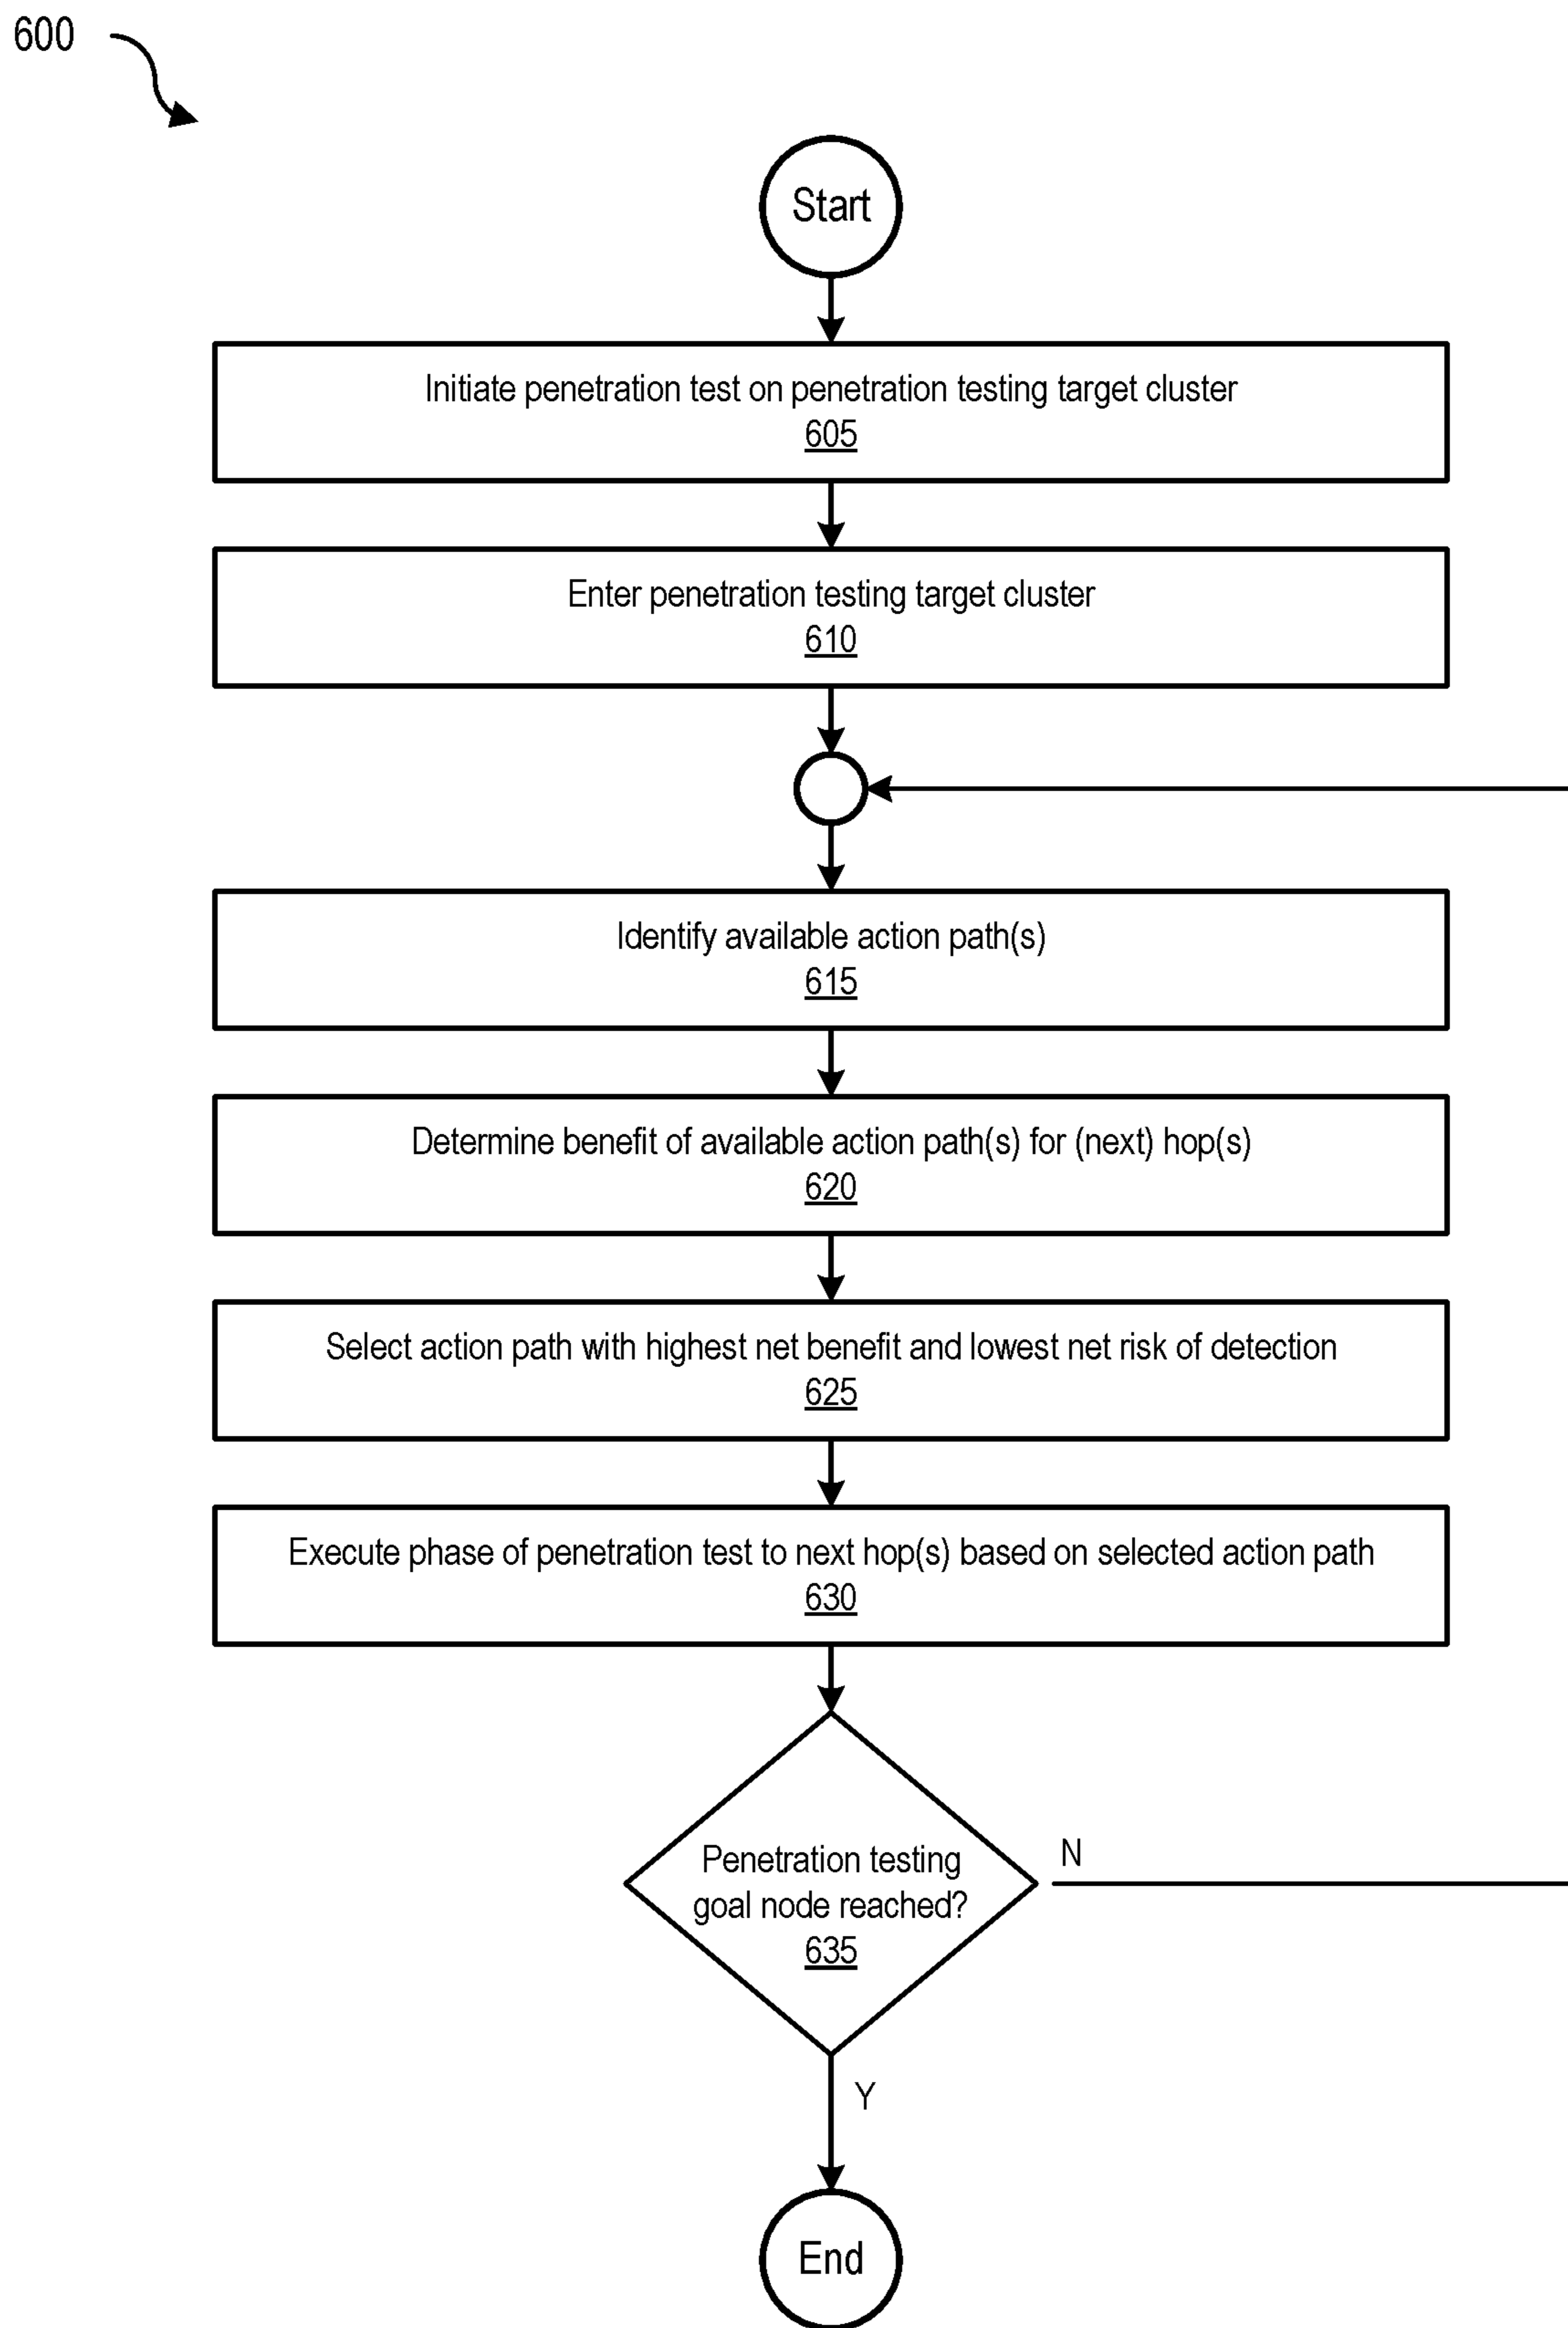 600
Start
Initiate penetration test on penetration testing target cluster
605
Enter penetration testing target cluster
610
Identify available action path(s)
615
Determine benefit of available action path(s) for (next) hop(s)
620
Select action path with highest net benefit and lowest net risk of detection
625
Execute phase of penetration test to next hop(s) based on selected action path
630
Penetration testing
goal node reached?
635
N
Y
End